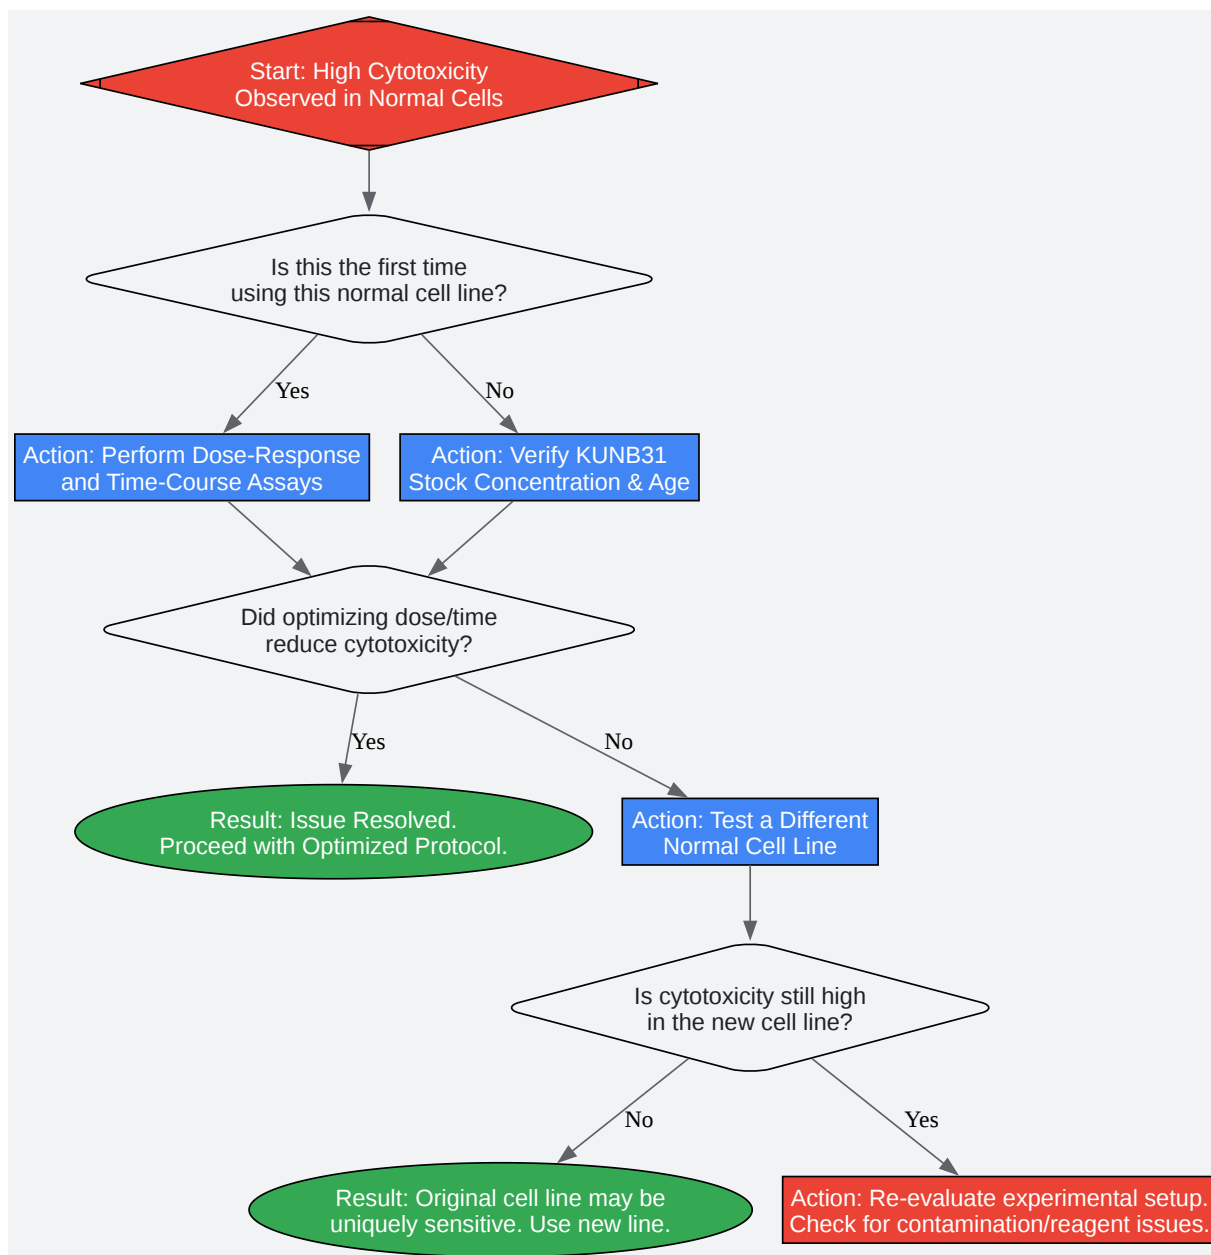 Start: High Cytotoxicity
Observed in Normal Cells
Is this the first time
using this normal cell line?
Yes
No
Action: Perform Dose-Response
and Time-Course Assays
Action: Verify KUNB31
Stock Concentration & Age
Did optimizing dose/time
reduce cytotoxicity?
Yes
No
Result: Issue Resolved.
Proceed with Optimized Protocol.
Action: Test a Different
Normal Cell Line
Is cytotoxicity still high
in the new cell line?
No
Yes
Result: Original cell line may be
uniquely sensitive. Use new line.
Action: Re-evaluate experimental setup.
Check for contamination/reagent issues.